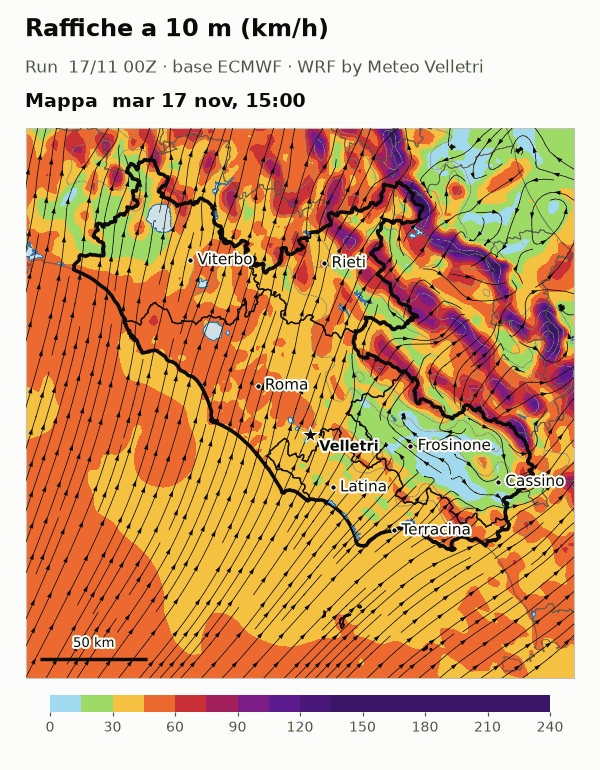 Raffiche a 10 m (km/h)
Run 17/11 00Z · base ECMWF · WRF by Meteo Velletri
Mappa mar 17 nov, 15:00
Viterbo
Rieti
Roma
Velletri
Frosinone
Cassino
Latina
Terracina
50 km
0 30 60 90 120 150 180 210 240